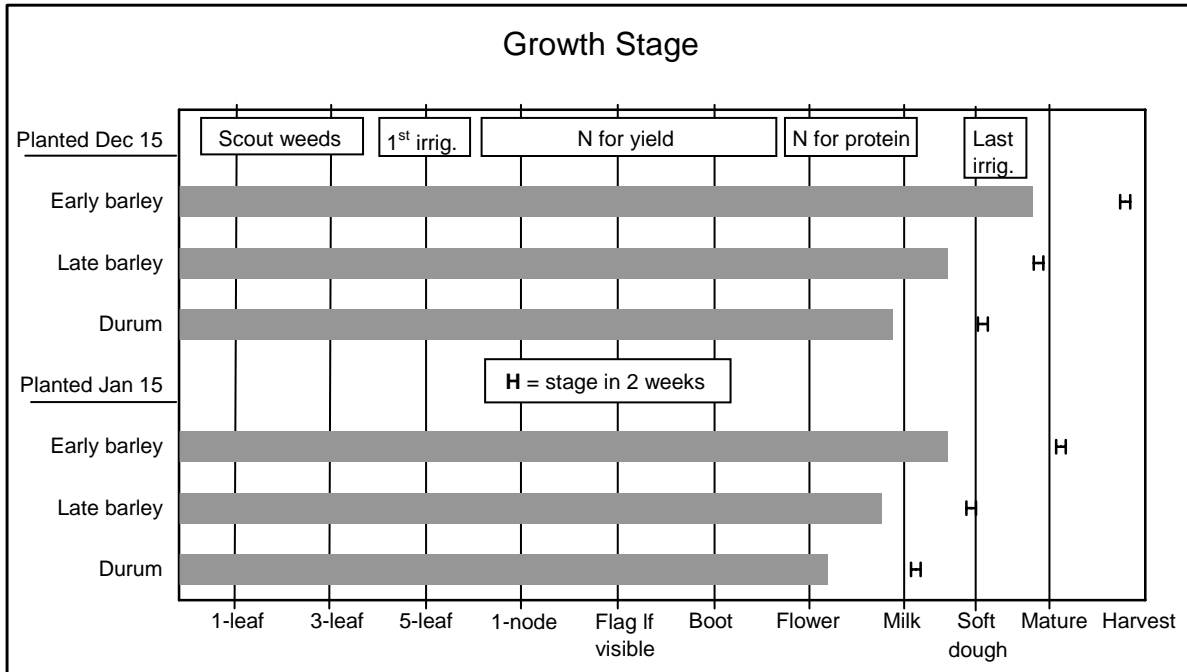 Growth Stage
Planted Dec 15
Scout weeds
1st irrig.
N for yield
N for protein
Last
irrig.
Early barley
H
Late barley
H
Durum
H
Planted Jan 15
H = stage in 2 weeks
Early barley
H
Late barley
H
Durum
H
1-leaf
3-leaf
5-leaf
1-node
Flag lf
visible
Boot
Flower
Milk
Soft
dough
Mature
Harvest